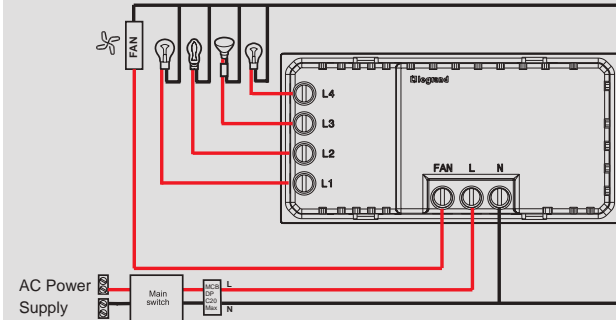 FAN
legrand
L4
L3
L2
L1
FAN L N
AC Power
Supply
Main
switch
MCB
DP
C20
Max
L
N